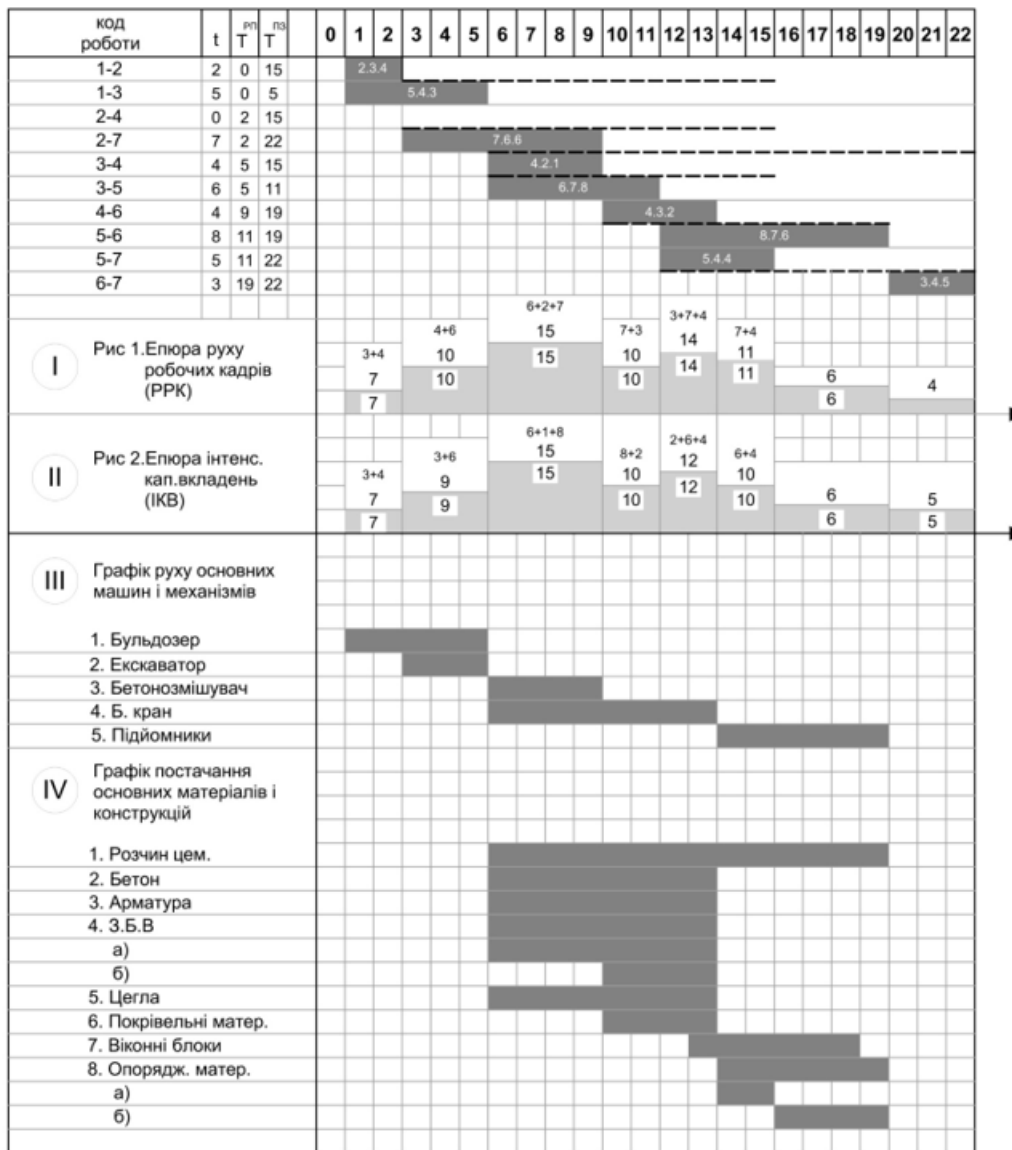 код роботи t T РП T ПЗ 0 1 2 3 4 5 6 7 8 9 10 11 12 13 14 15 16 17 18 19 20 21 22
1-2 2 0 15 2.3.4
1-3 5 0 5 5.4.3
2-4 0 2 15
2-7 7 2 22 7.6.6
3-4 4 5 15 4.2.1
3-5 6 5 11 6.7.8
4-6 4 9 19 4.3.2
5-6 8 11 19 8.7.6
5-7 5 11 22 5.4.4
6-7 3 19 22 3.4.5
I
Рис 1.Епюра руху
робочих кадрів
(РРК)
3+4 4+6 6+2+7 7+3 3+7+4 7+4
7 10 15 10 14 11 6 4
7 10 15 10 14 11 6
II
Рис 2.Епюра інтенс.
кап.вкладень
(ІКВ)
3+4 3+6 6+1+8 8+2 2+6+4 6+4
7 9 15 10 12 10 6 5
7 9 15 10 12 10 6 5
III
Графік руху основних
машин і механізмів
1. Бульдозер
2. Екскаватор
3. Бетонозмішувач
4. Б. кран
5. Підйомники
IV
Графік постачання
основних матеріалів і
конструкцій
1. Розчин цем.
2. Бетон
3. Арматура
4. З.Б.В
а)
б)
5. Цегла
6. Покрівельні матер.
7. Віконні блоки
8. Опорядж. матер.
а)
б)